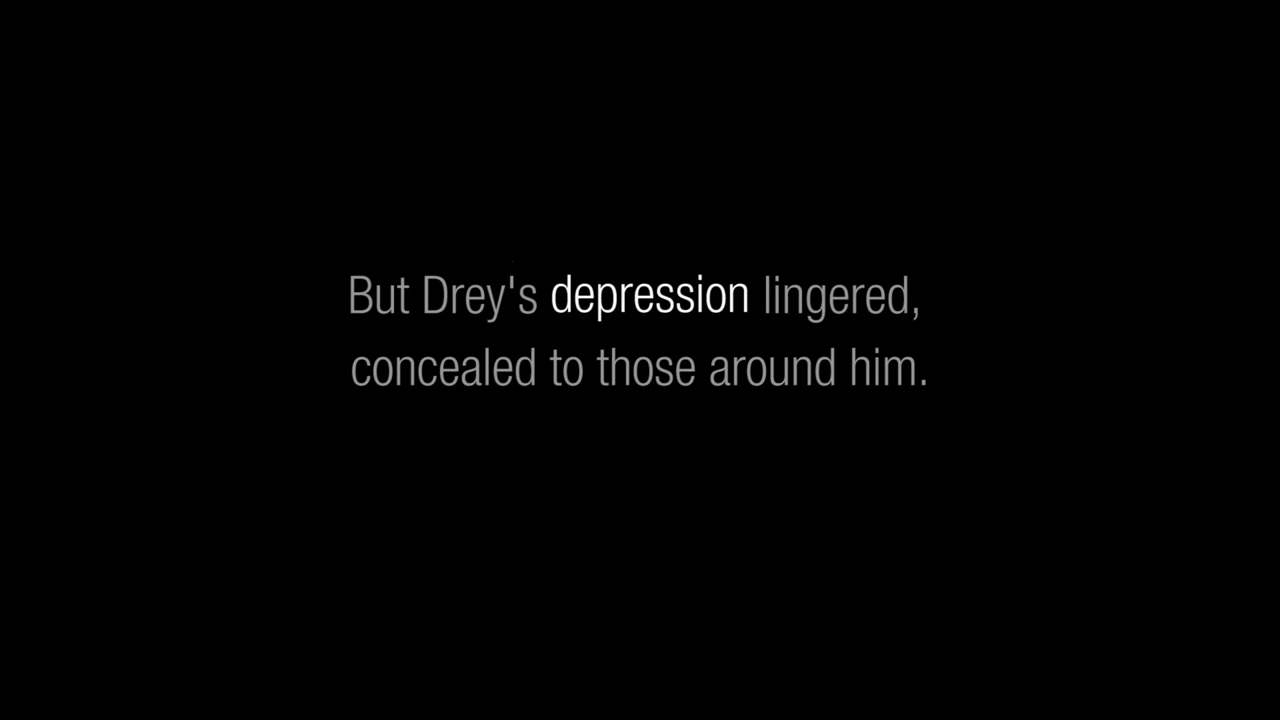 But Drey's depression lingered,
concealed to those around him.